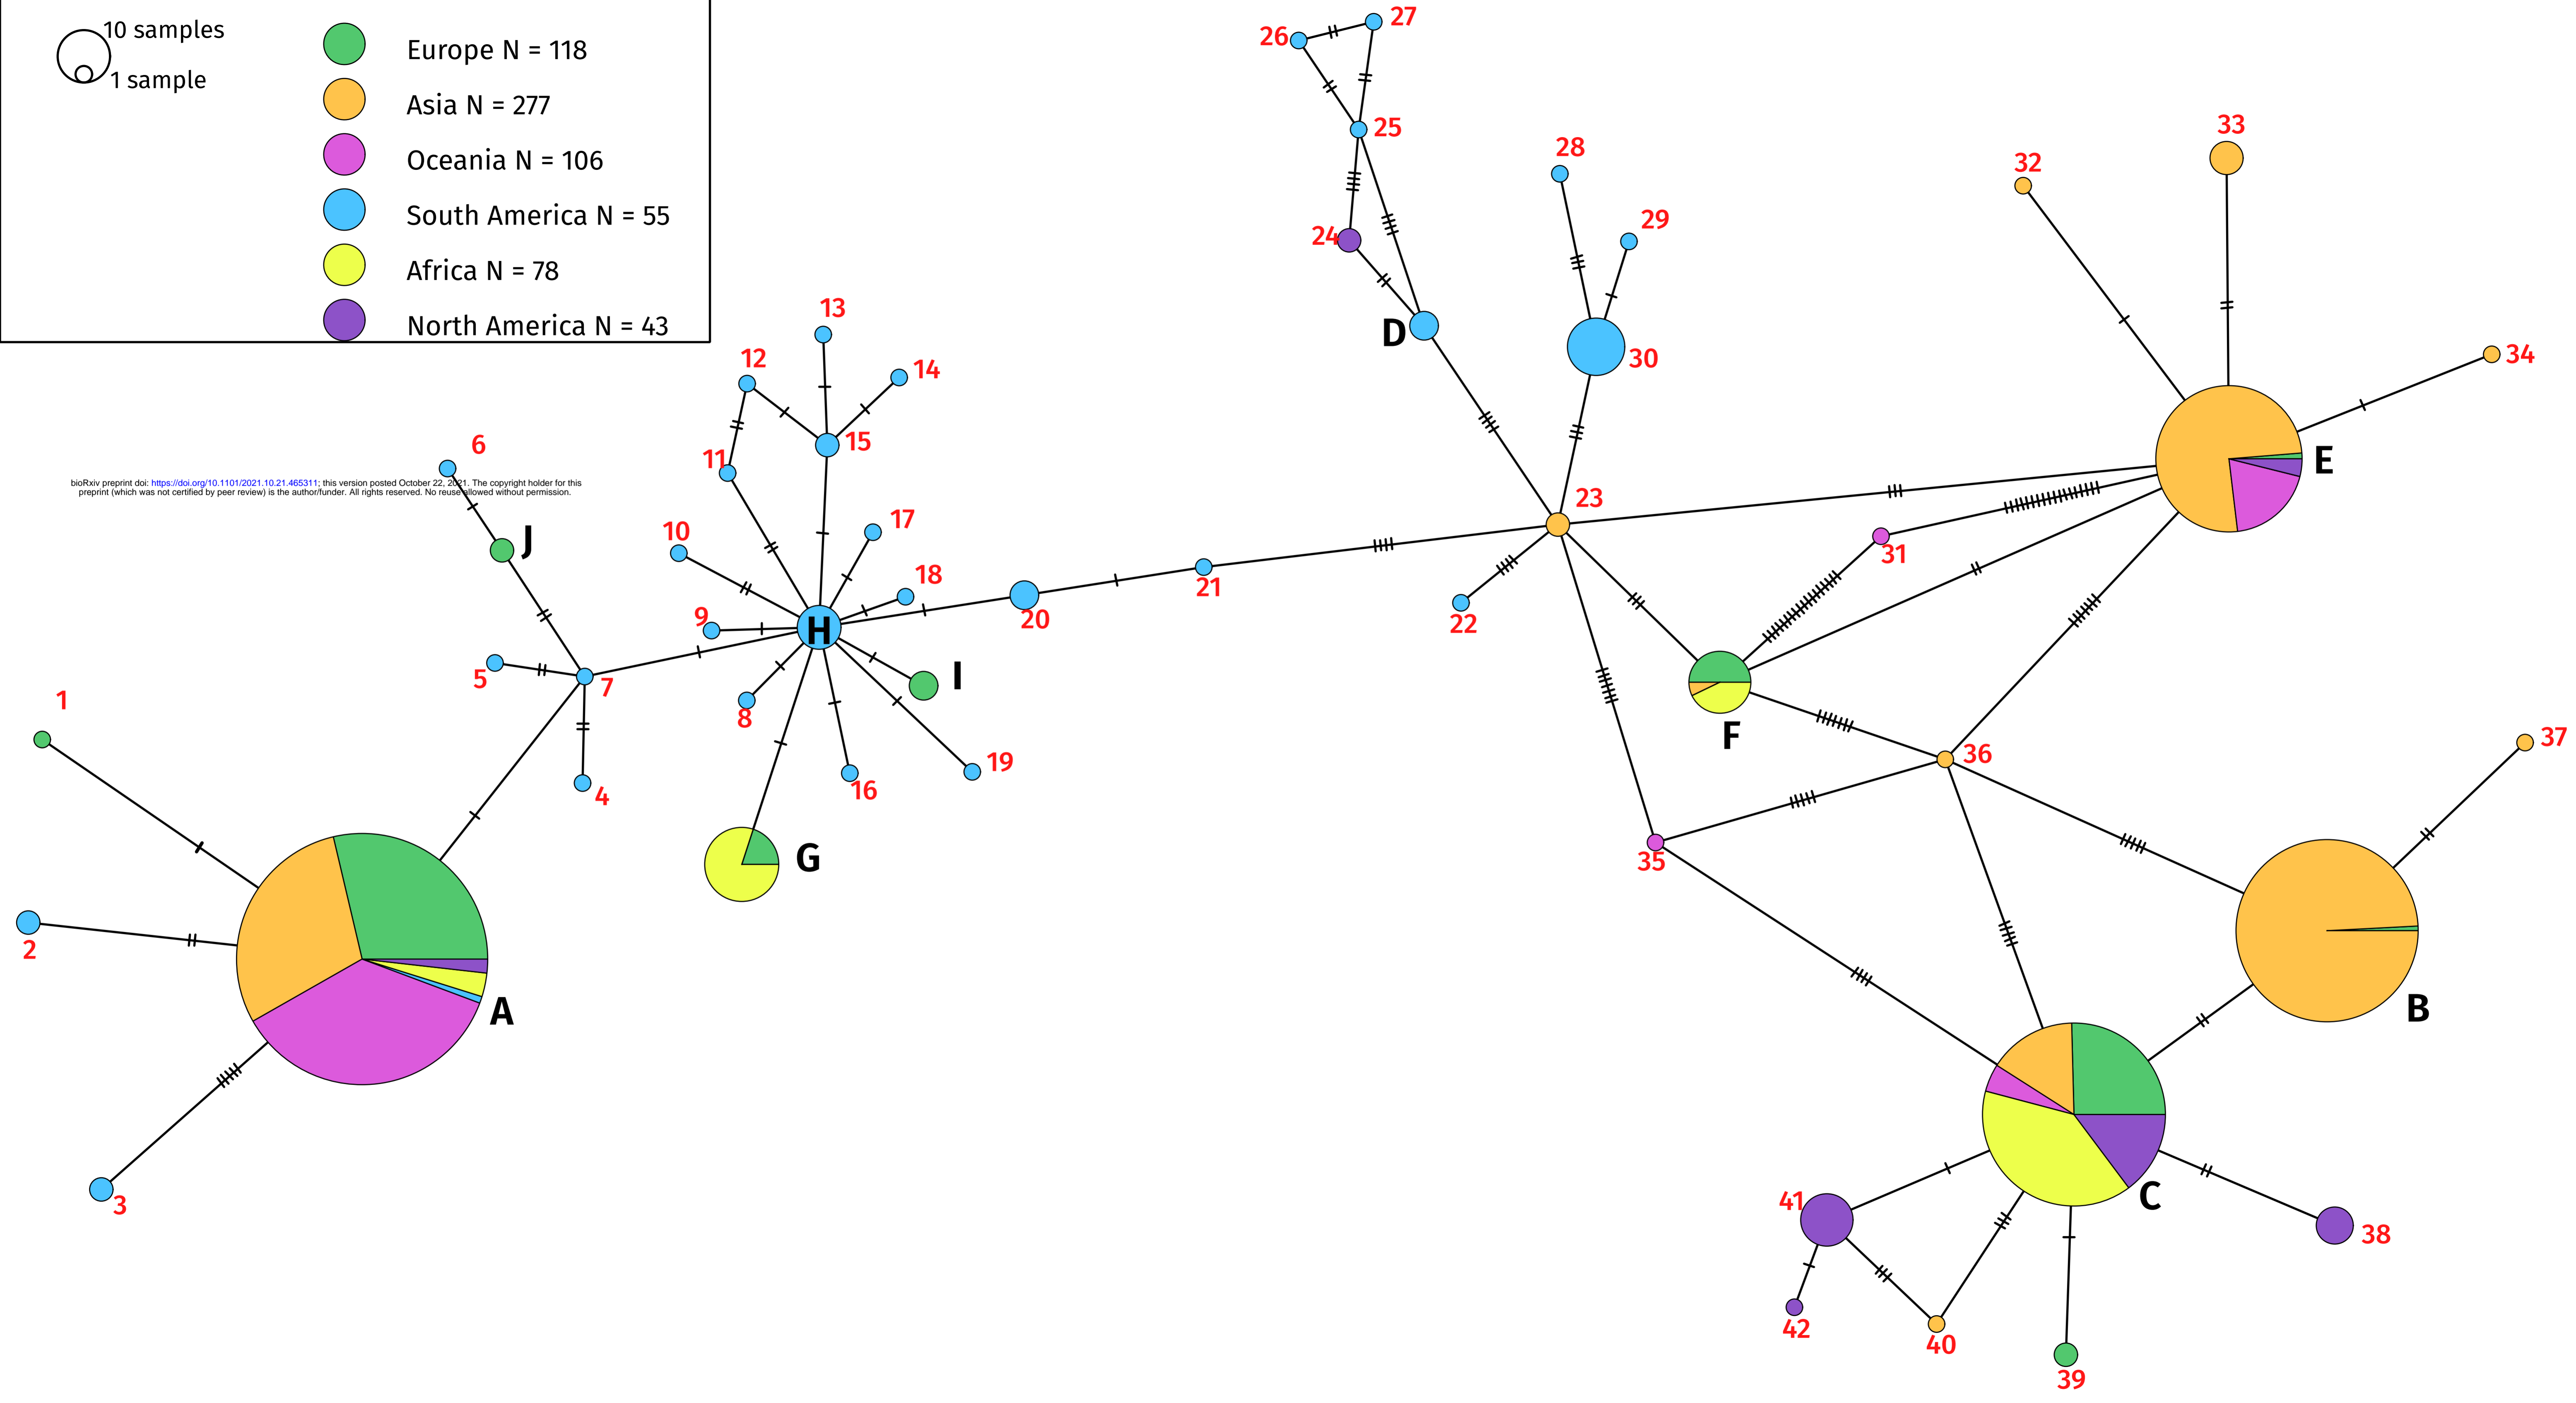 10 samples
1 sample
Europe N = 118
Asia N = 277
Oceania N = 106
South America N = 55
Africa N = 78
North America N = 43
bioRxiv preprint doi: https://doi.org/10.1101/2021.10.21.465311; this version posted October 22, 2021. The copyright holder for this
preprint (which was not certified by peer review) is the author/funder. All rights reserved. No reuse allowed without permission.
1
2
3
4
5
6
7
8
9
10
11
12
13
14
15
16
17
18
19
20
21
22
23
24
25
26
27
28
29
30
31
32
33
34
35
36
37
38
39
40
41
42
A
B
C
D
E
F
G
H
I
J